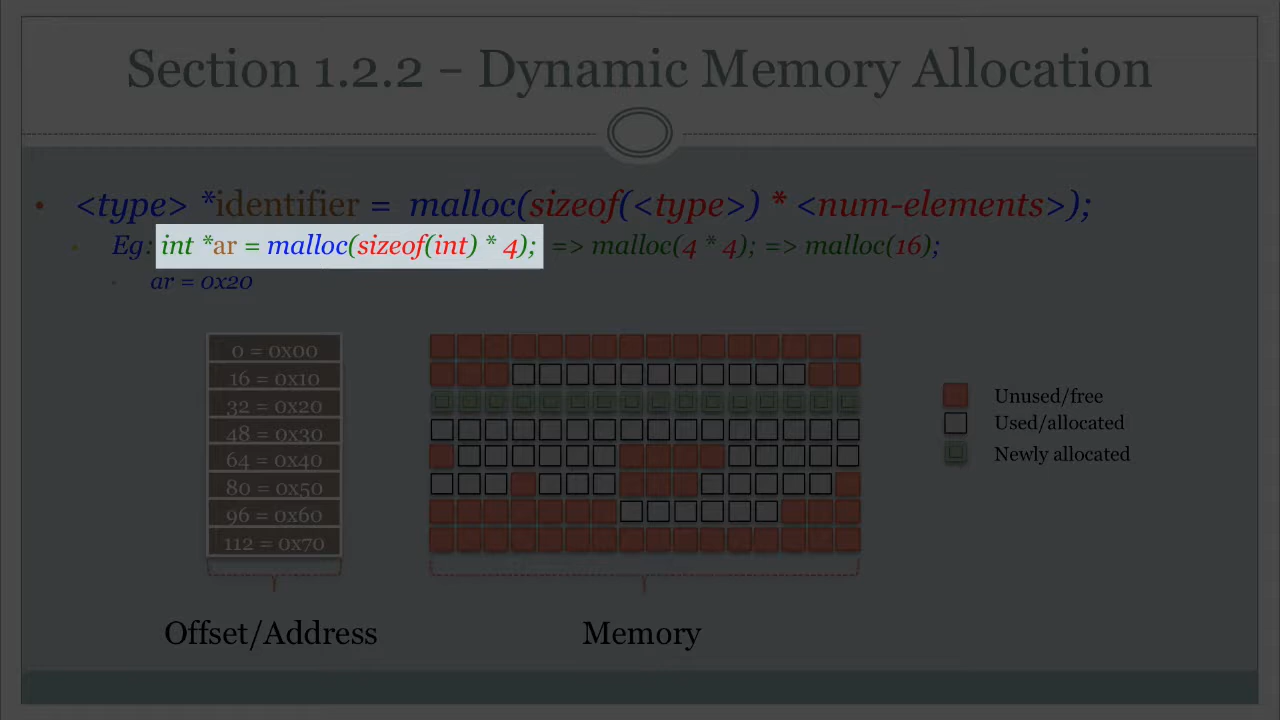 Section 1.2.2 – Dynamic Memory Allocation
• <type> *identifier = malloc(sizeof(<type>) * <num-elements>);
• Eg: int *ar = malloc(sizeof(int) * 4); => malloc(4 * 4); => malloc(16);
• ar = 0x20
0 = 0x00
16 = 0x10
32 = 0x20
48 = 0x30
64 = 0x40
80 = 0x50
96 = 0x60
112 = 0x70
Unused/free
Used/allocated
Newly allocated
Offset/Address
Memory